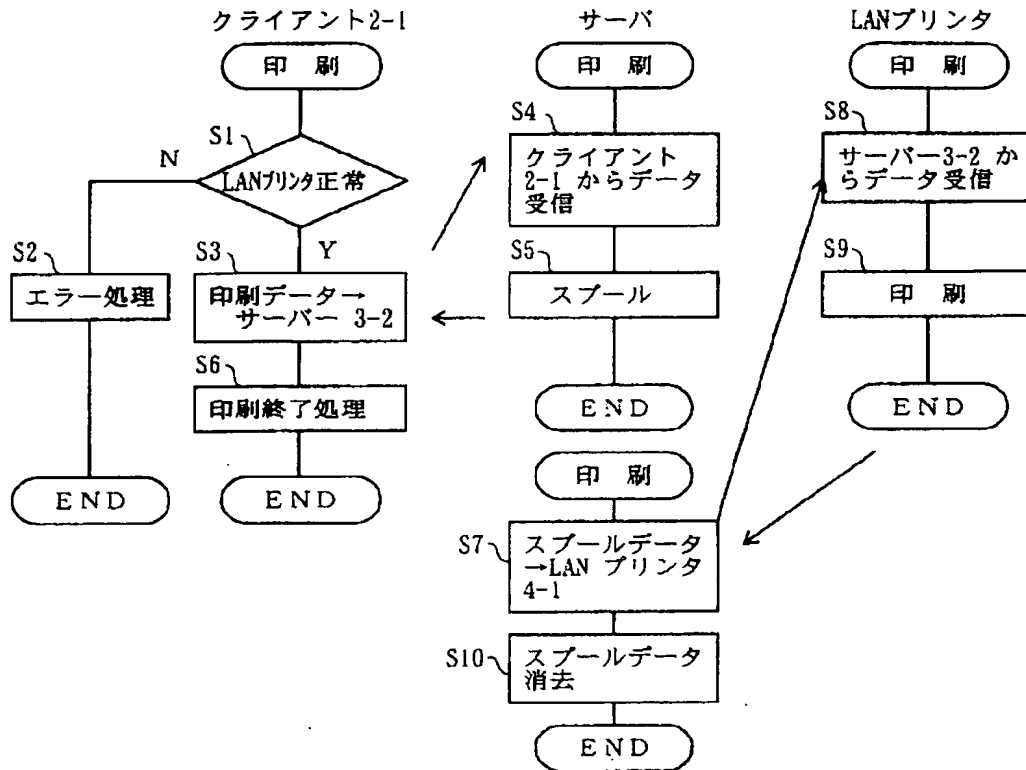 クライアント2-1
印 刷
S1
LANプリンタ正常
N
Y
S2
エラー処理
END
S3
印刷データ→
サーバー 3-2
S6
印刷終了処理
END
サーバ
印 刷
S4
クライアント
2-1 からデータ
受信
S5
スプール
END
印 刷
S7
スプールデータ
→LAN プリンタ
4-1
S10
スプールデータ
消去
END
LANプリンタ
印 刷
S8
サーバー3-2 か
らデータ受信
S9
印 刷
END